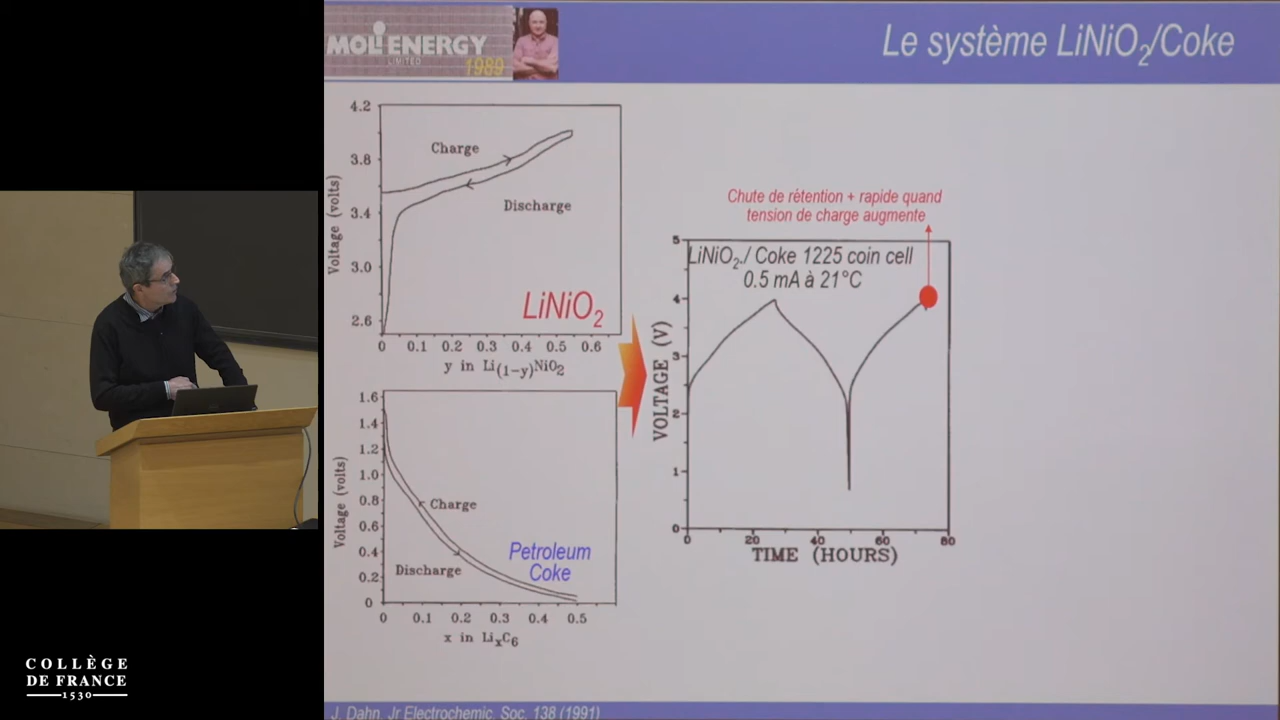 MOLI ENERGY
LIMITED
1989
Le système LiNiO2/Coke
4.2
3.8
3.4
3.0
2.6
Voltage (volts)
Charge
Discharge
LiNiO2
0 0.1 0.2 0.3 0.4 0.5 0.6
y in Li(1-y)NiO2
1.6
1.4
1.2
1.0
0.8
0.6
0.4
0.2
0
Voltage (volts)
Charge
Discharge
Petroleum
Coke
0 0.1 0.2 0.3 0.4 0.5
x in LixC6
Chute de rétention + rapide quand
tension de charge augmente
LiNiO2 / Coke 1225 coin cell
0.5 mA à 21°C
5
4
3
2
1
0
VOLTAGE (V)
0 20 40 60 80
TIME (HOURS)
J. Dahn, Jr Electrochemic. Soc. 138 (1991)
COLLÈGE
DE FRANCE
1530